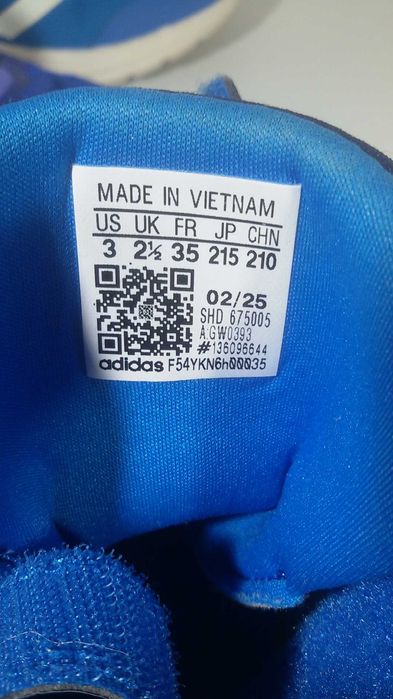 MADE IN VIETNAM
US UK FR JP CHN
3 2½ 35 215 210
02/25
SHD 675005
A:GW0393
#136096644
adidas F54YKN6h00035